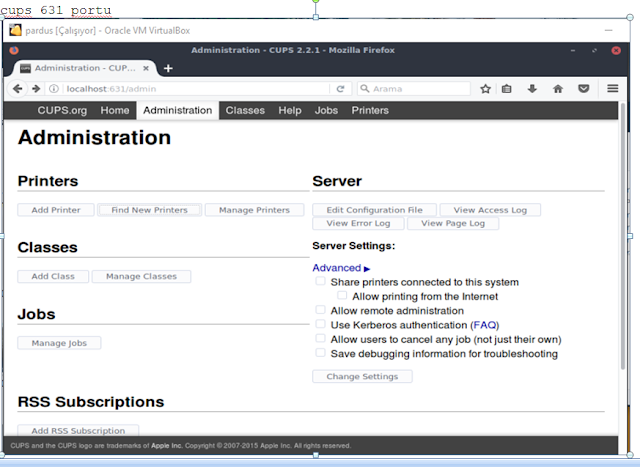 cups 631 portu
pardus [Çalışıyor] - Oracle VM VirtualBox
Administration - CUPS 2.2.1 - Mozilla Firefox
Administration - CUP…
localhost:631/admin
Arama
CUPS.org Home Administration Classes Help Jobs Printers
Administration
Printers
Add Printer Find New Printers Manage Printers
Classes
Add Class Manage Classes
Jobs
Manage Jobs
RSS Subscriptions
Add RSS Subscription
Server
Edit Configuration File View Access Log
View Error Log View Page Log
Server Settings:
Advanced ▶
Share printers connected to this system
Allow printing from the Internet
Allow remote administration
Use Kerberos authentication (FAQ)
Allow users to cancel any job (not just their own)
Save debugging information for troubleshooting
Change Settings
CUPS and the CUPS logo are trademarks of Apple Inc. Copyright © 2007-2015 Apple Inc. All rights reserved.